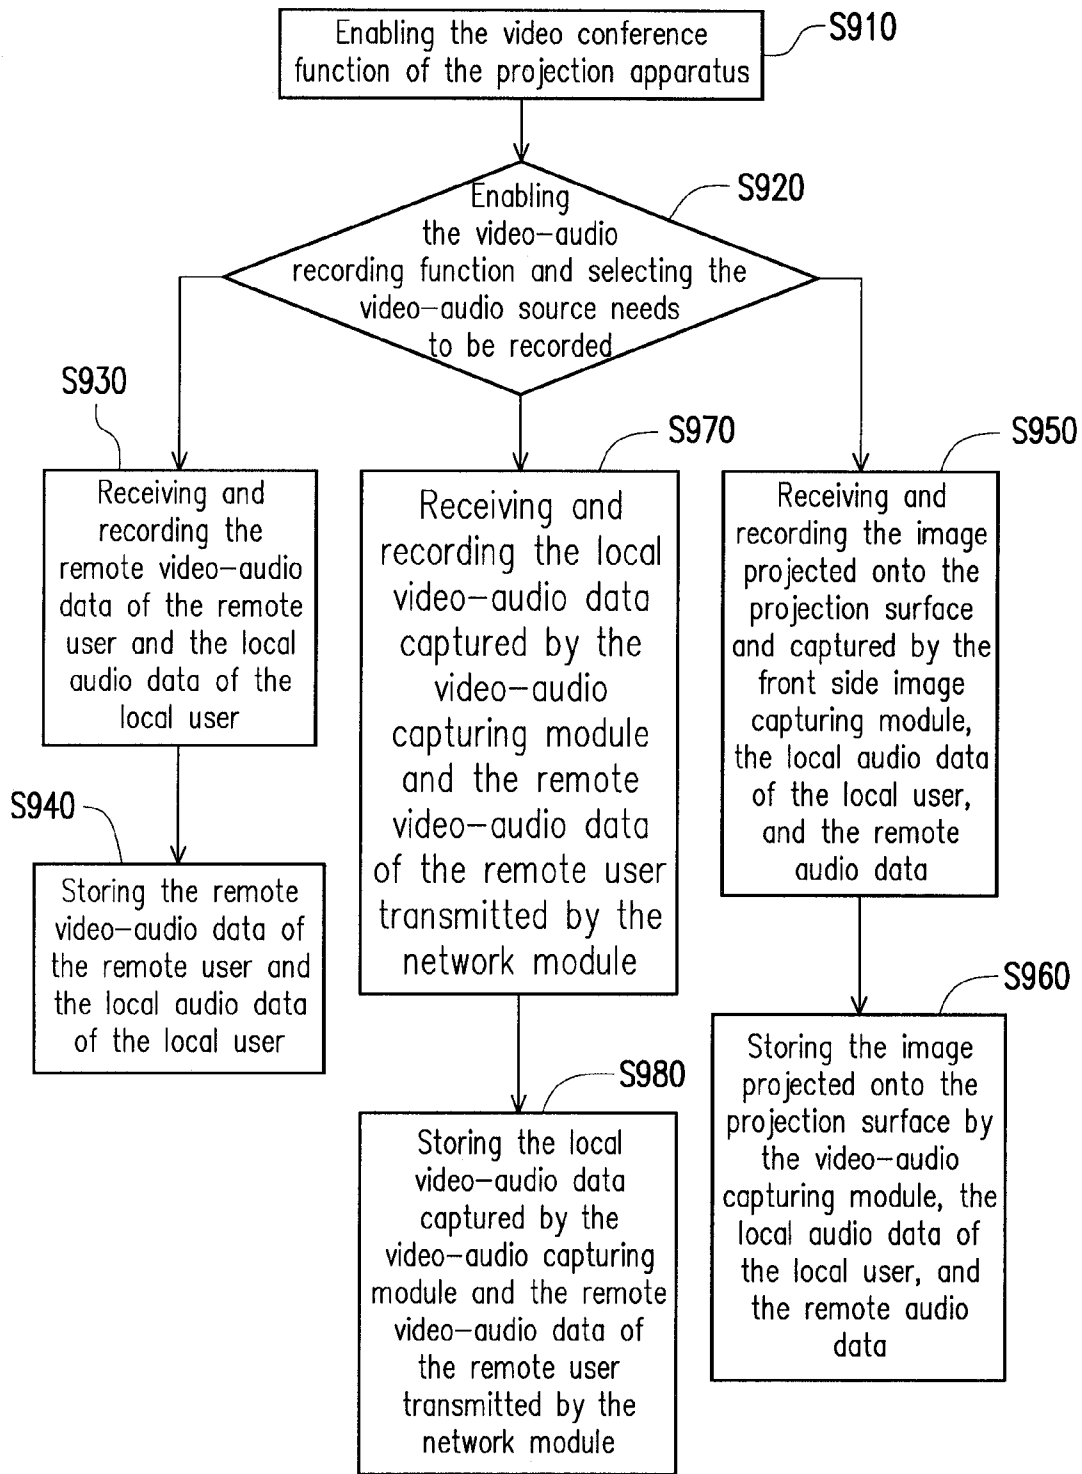 S910
Enabling the video conference
function of the projection apparatus
S920
Enabling
the video-audio
recording function and selecting the
video-audio source needs
to be recorded
S930
Receiving and
recording the
remote video-audio
data of the remote
user and the local
audio data of the
local user
S940
Storing the remote
video-audio data of
the remote user and
the local audio data
of the local user
S970
Receiving and
recording the local
video-audio data
captured by the
video-audio
capturing module
and the remote
video-audio data
of the remote user
transmitted by the
network module
S980
Storing the local
video-audio data
captured by the
video-audio capturing
module and the remote
video-audio data of
the remote user
transmitted by the
network module
S950
Receiving and
recording the image
projected onto the
projection surface
and captured by the
front side image
capturing module,
the local audio data
of the local user,
and the remote
audio data
S960
Storing the image
projected onto the
projection surface by
the video-audio
capturing module, the
local audio data of
the local user, and
the remote audio
data